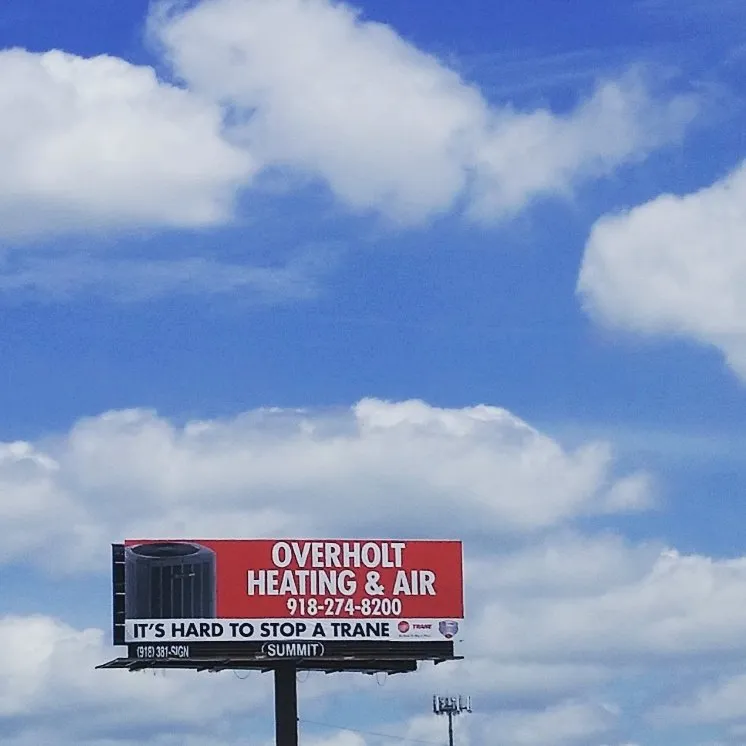 OVERHOLT
HEATING & AIR
918-274-8200
IT'S HARD TO STOP A TRANE
TRANE
(918) 381-SIGN
SUMMIT